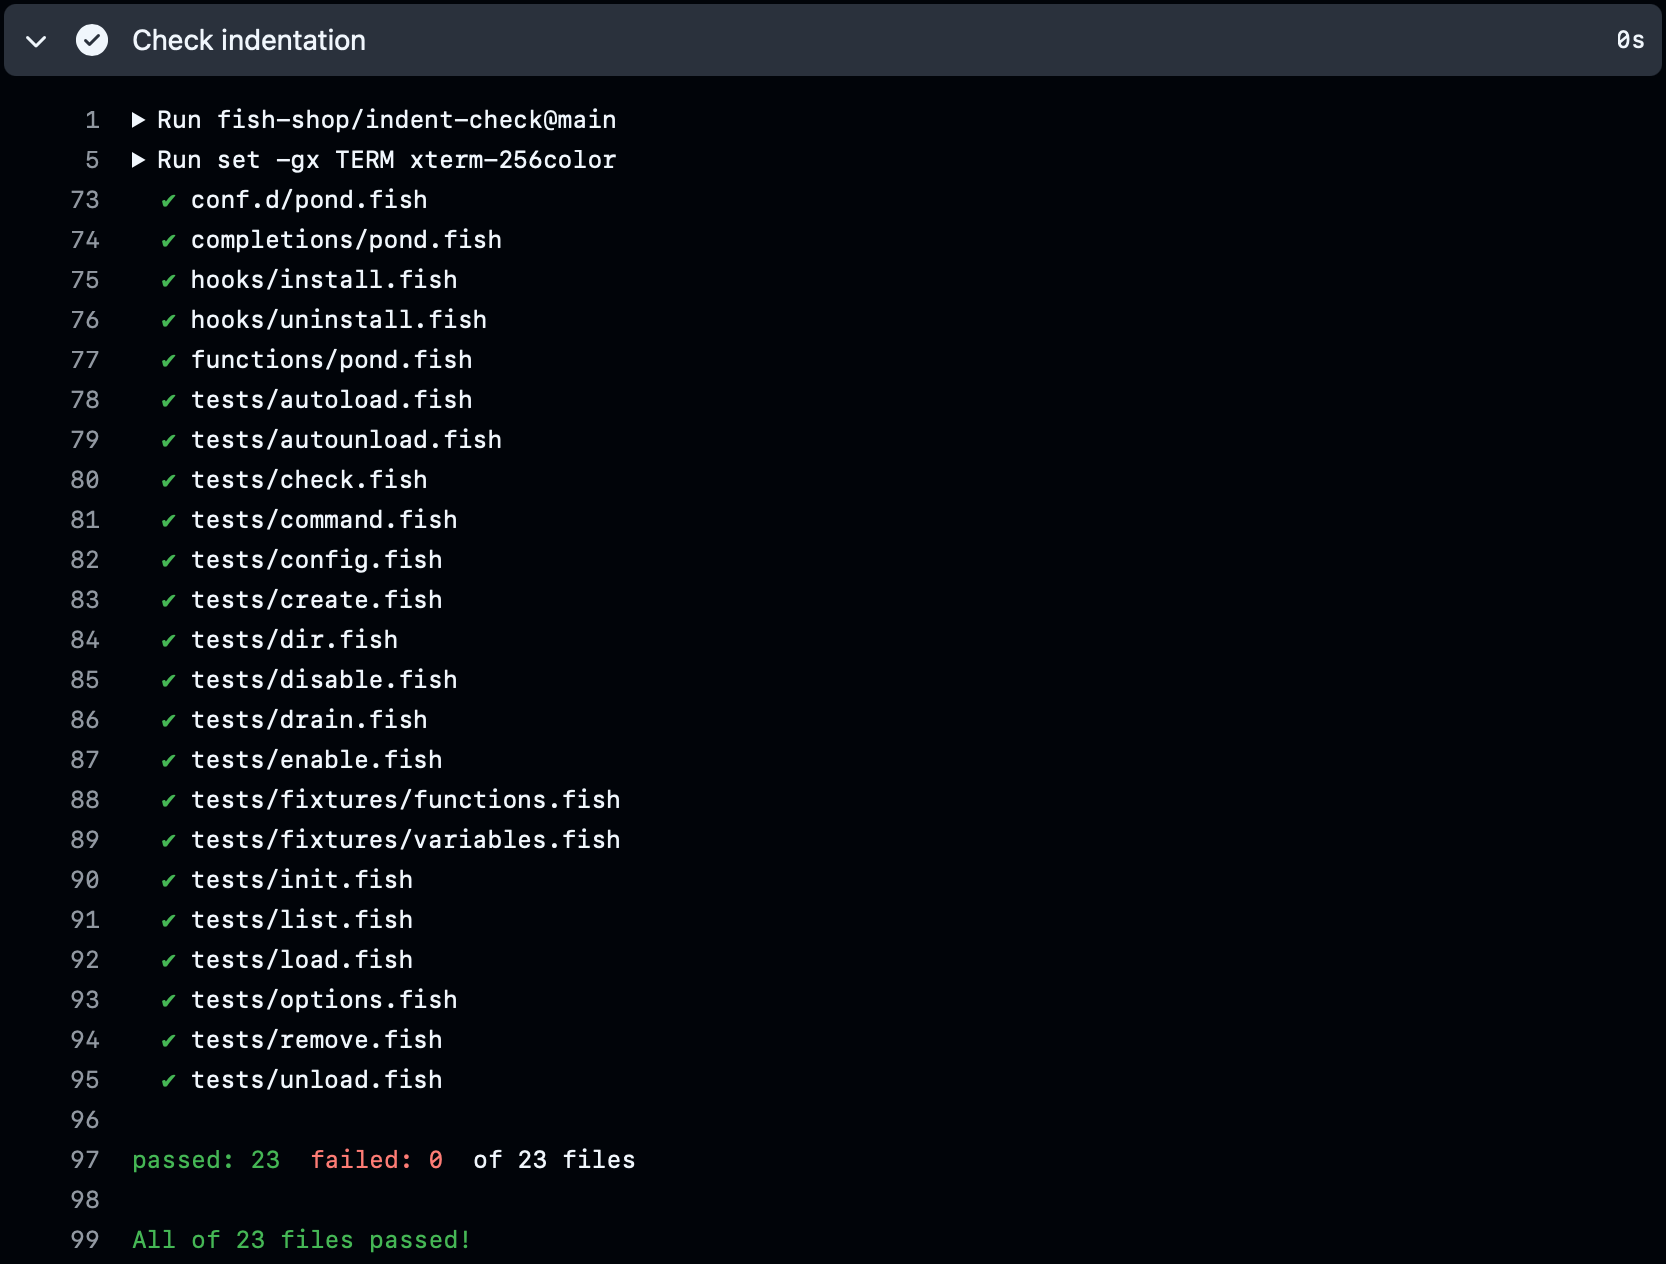 Check indentation 0s
1 ▶ Run fish-shop/indent-check@main
5 ▶ Run set -gx TERM xterm-256color
73 ✔ conf.d/pond.fish
74 ✔ completions/pond.fish
75 ✔ hooks/install.fish
76 ✔ hooks/uninstall.fish
77 ✔ functions/pond.fish
78 ✔ tests/autoload.fish
79 ✔ tests/autounload.fish
80 ✔ tests/check.fish
81 ✔ tests/command.fish
82 ✔ tests/config.fish
83 ✔ tests/create.fish
84 ✔ tests/dir.fish
85 ✔ tests/disable.fish
86 ✔ tests/drain.fish
87 ✔ tests/enable.fish
88 ✔ tests/fixtures/functions.fish
89 ✔ tests/fixtures/variables.fish
90 ✔ tests/init.fish
91 ✔ tests/list.fish
92 ✔ tests/load.fish
93 ✔ tests/options.fish
94 ✔ tests/remove.fish
95 ✔ tests/unload.fish
96
97 passed: 23 failed: 0 of 23 files
98
99 All of 23 files passed!